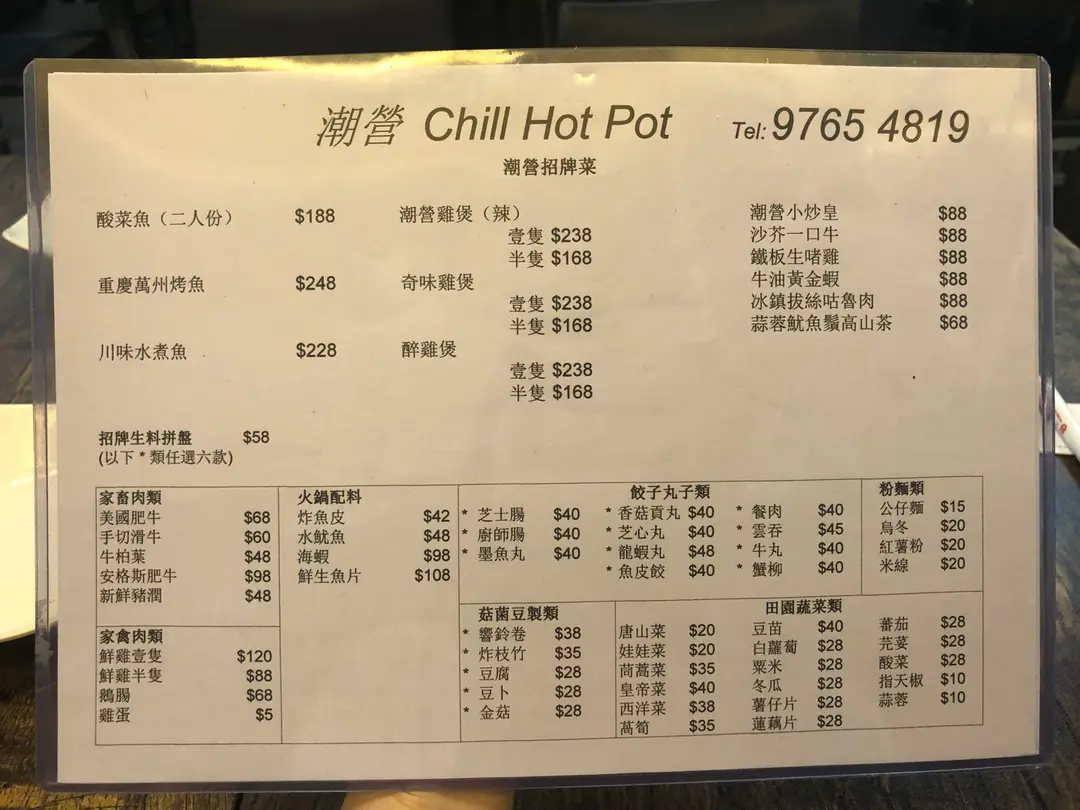 潮營 Chill Hot Pot Tel: 9765 4819
潮營招牌菜
酸菜魚（二人份） $188
重慶萬州烤魚 $248
川味水煮魚 $228
潮營雞煲（辣）
壹隻 $238
半隻 $168
奇味雞煲
壹隻 $238
半隻 $168
醉雞煲
壹隻 $238
半隻 $168
潮營小炒皇 $88
沙芥一口牛 $88
鐵板生啫雞 $88
牛油黃金蝦 $88
冰鎮拔絲咕魯肉 $88
蒜蓉魷魚鬚高山茶 $68
招牌生料拼盤 $58
(以下 * 類任選六款)
家畜肉類
美國肥牛 $68
手切滑牛 $60
牛柏葉 $48
安格斯肥牛 $98
新鮮豬潤 $48
家禽肉類
鮮雞壹隻 $120
鮮雞半隻 $88
鵝腸 $68
雞蛋 $5
火鍋配料
炸魚皮 $42
水魷魚 $48
海蝦 $98
鮮生魚片 $108
餃子丸子類
* 芝士腸 $40
* 廚師腸 $40
* 墨魚丸 $40
* 香菇貢丸 $40
* 芝心丸 $40
* 龍蝦丸 $48
* 魚皮餃 $40
* 餐肉 $40
* 雲吞 $45
* 牛丸 $40
* 蟹柳 $40
粉麵類
公仔麵 $15
烏冬 $20
紅薯粉 $20
米線 $20
菇菌豆製類
* 響鈴卷 $38
* 炸枝竹 $35
* 豆腐 $28
* 豆卜 $28
* 金菇 $28
田園蔬菜類
唐山菜 $20
娃娃菜 $20
茼蒿菜 $35
皇帝菜 $40
西洋菜 $38
萵筍 $35
豆苗 $40
白蘿蔔 $28
粟米 $28
冬瓜 $28
薯仔片 $28
蓮藕片 $28
蕃茄 $28
芫荽 $28
酸菜 $28
指天椒 $10
蒜蓉 $10